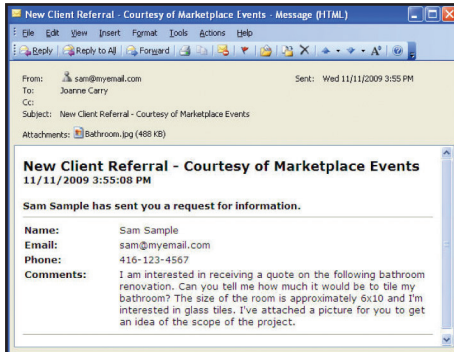 New Client Referral - Courtesy of Marketplace Events - Message (HTML)
File Edit View Insert Format Tools Actions Help
Reply Reply to All Forward
From: sam@myemail.com Sent: Wed 11/11/2009 3:55 PM
To: Joanne Carry
Cc:
Subject: New Client Referral - Courtesy of Marketplace Events
Attachments: Bathroom.jpg (488 KB)
New Client Referral - Courtesy of Marketplace Events
11/11/2009 3:55:08 PM
Sam Sample has sent you a request for information.
Name: Sam Sample
Email: sam@myemail.com
Phone: 416-123-4567
Comments: I am interested in receiving a quote on the following bathroom
renovation. Can you tell me how much it would be to tile my
bathroom? The size of the room is approximately 6x10 and I'm
interested in glass tiles. I've attached a picture for you to get
an idea of the scope of the project.